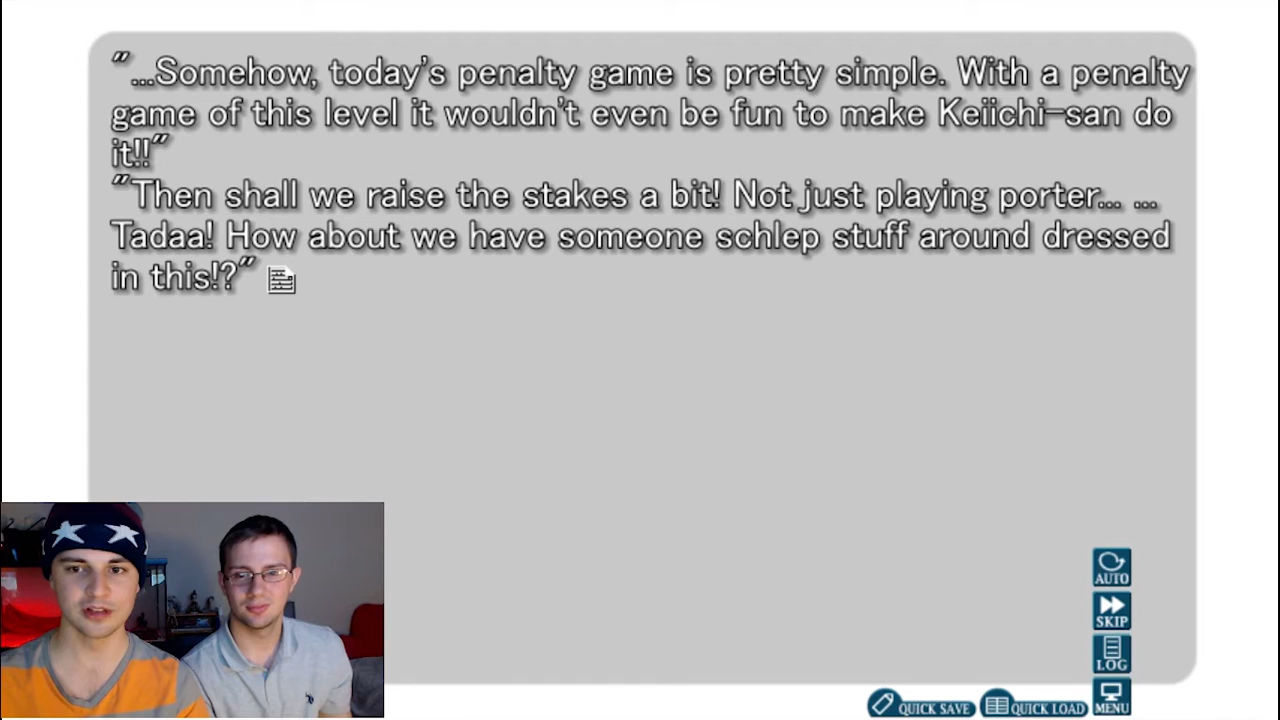 "...Somehow, today's penalty game is pretty simple. With a penalty
game of this level it wouldn't even be fun to make Keiichi-san do
it!!"
"Then shall we raise the stakes a bit! Not just playing porter... ...
Tadaa! How about we have someone schlep stuff around dressed
in this!?"
AUTO
SKIP
LOG
MENU
QUICK SAVE
QUICK LOAD